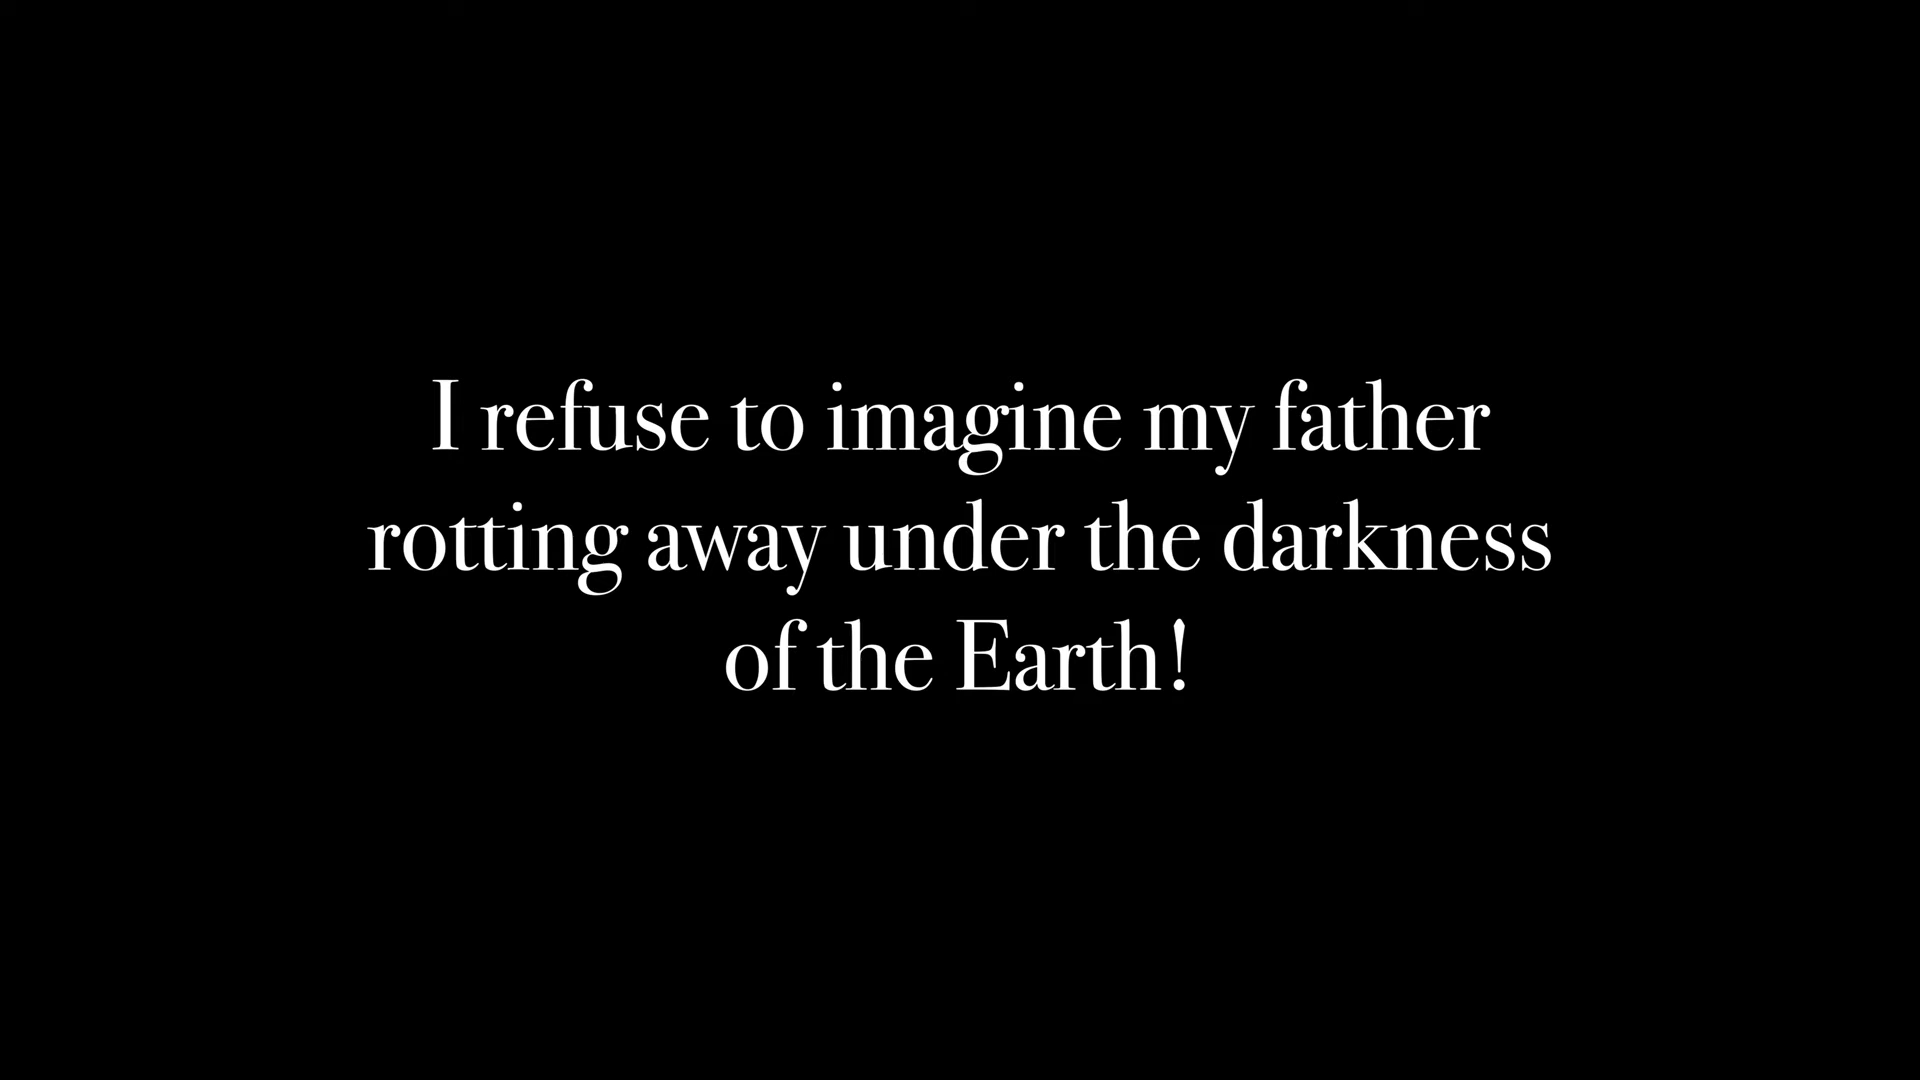 I refuse to imagine my father
rotting away under the darkness
of the Earth!